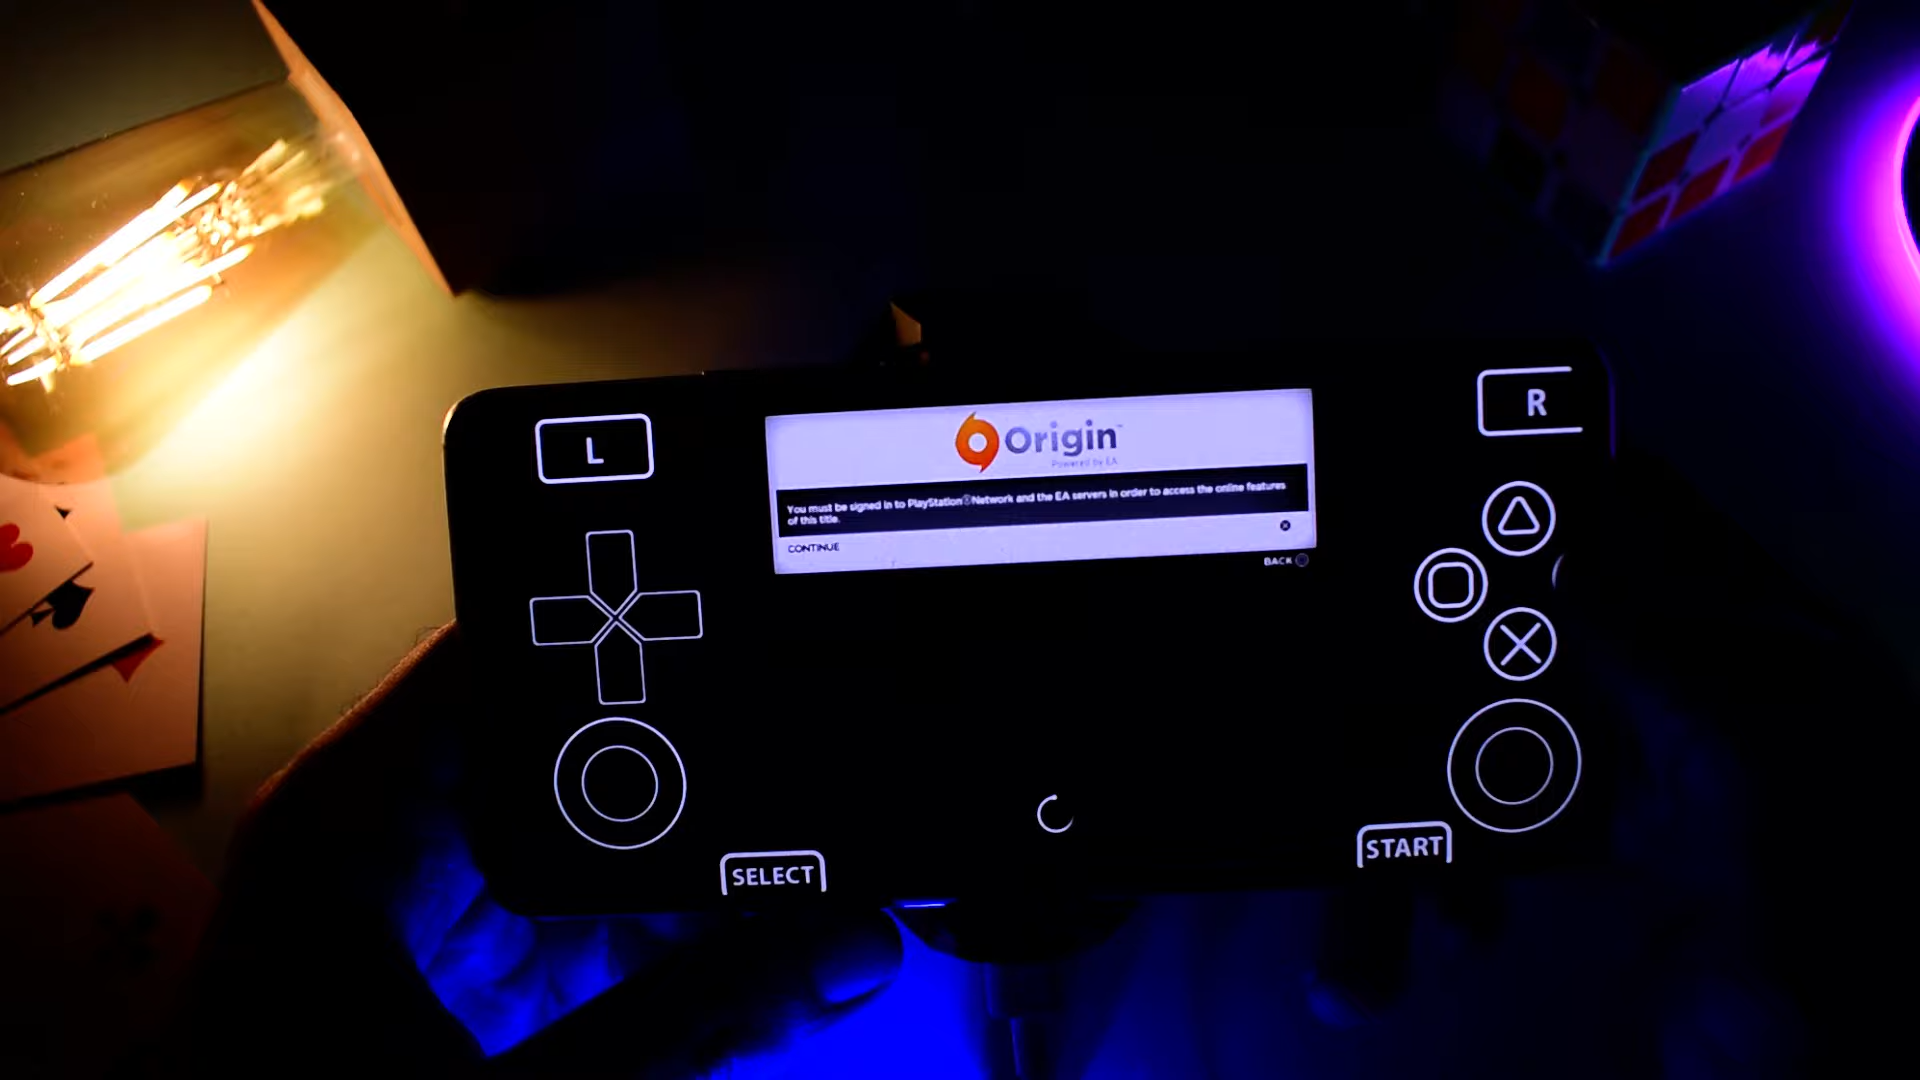 L
R
Origin™
Powered by EA
You must be signed in to PlayStation®Network and the EA servers in order to access the online features
of this title.
CONTINUE
BACK
SELECT
START